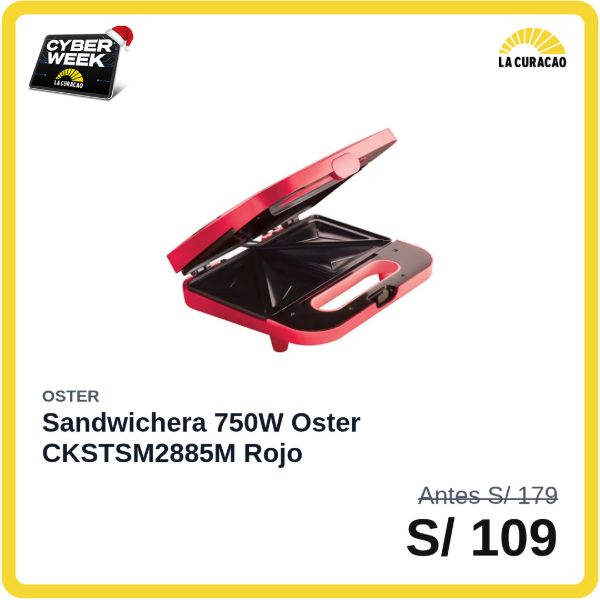 CYBER
WEEK
LA CURACAO
LA CURACAO
OSTER
Sandwichera 750W Oster
CKSTSM2885M Rojo
Antes S/ 179
S/ 109